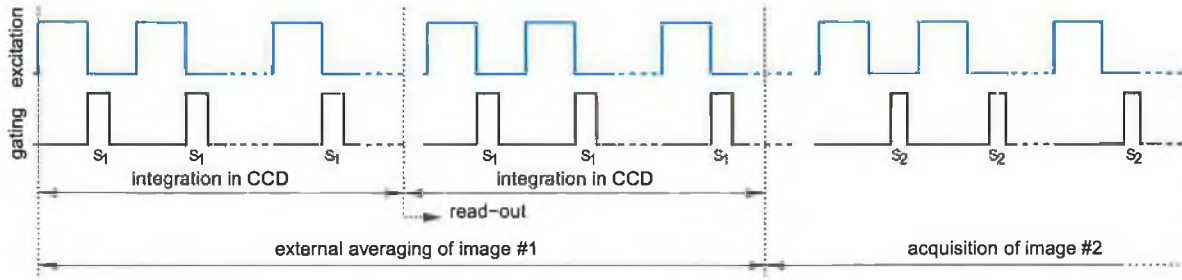 excitation
gating
S1 S1 S1 S1 S1 S1 S2 S2 S2
integration in CCD integration in CCD
read-out
external averaging of image #1 acquisition of image #2